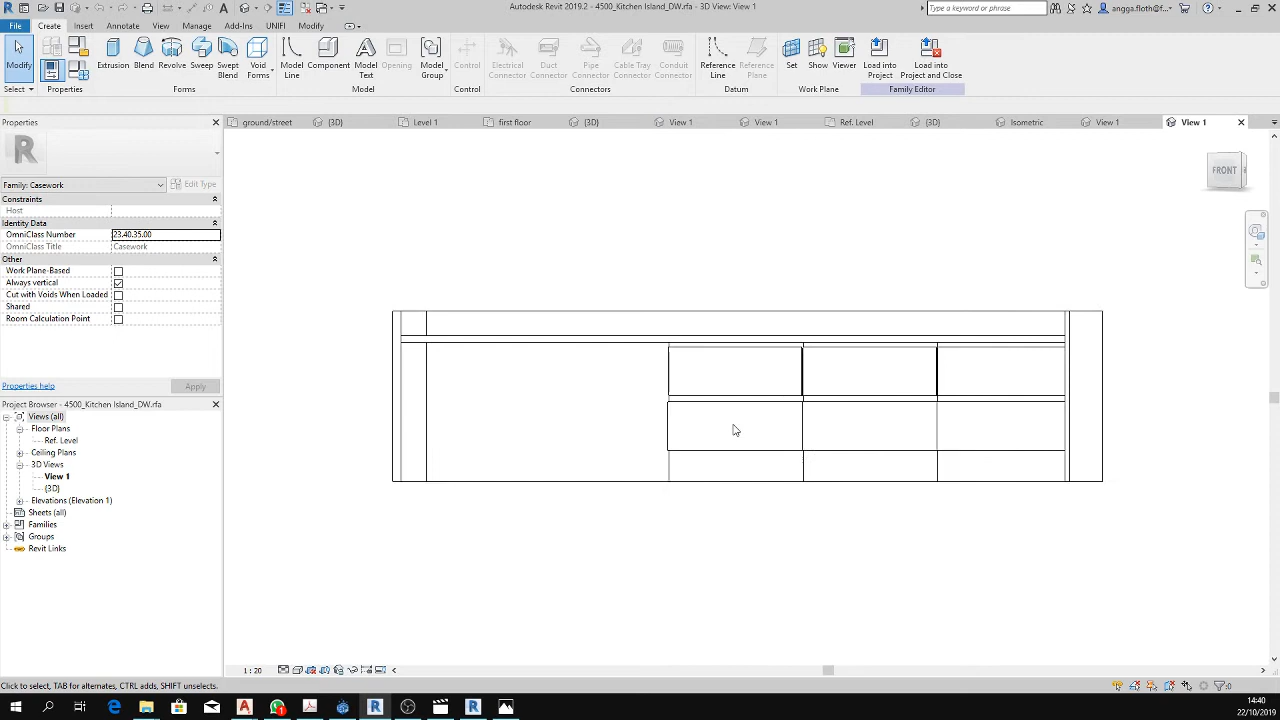 Autodesk Revit 2019.2 - 4500_Kitchen Island_DW.rfa - 3D View: View 1
Type a keyword or phrase
angga.floth@f...
File Create Insert Annotate View Manage Add-Ins UNIFI Modify
Modify
Extrusion Blend Revolve Sweep Swept Blend Void Forms
Model Line Component Model Text Opening Model Group
Control
Electrical Connector Duct Connector Pipe Connector Cable Tray Connector Conduit Connector
Reference Line Reference Plane
Set Show Viewer
Load into Project Load into Project and Close
Select Properties Forms Model Control Connectors Datum Work Plane Family Editor
Properties
ground/street {3D} Level 1 first floor {3D} View 1 View 1 Ref. Level {3D} Isometric View 1 View 1
FRONT
Family: Casework Edit Type
Constraints
Host
Identity Data
OmniClass Number 23.40.35.00
OmniClass Title Casework
Other
Work Plane-Based
Always vertical
Cut with Voids When Loaded
Shared
Room Calculation Point
Properties help Apply
Project Browser - 4500_Kitchen Island_DW.rfa
Views (all)
Floor Plans
Ref. Level
Ceiling Plans
3D Views
View 1
{3D}
Elevations (Elevation 1)
Sheets (all)
Families
Groups
Revit Links
1 : 20
Click to select, TAB for alternates, CTRL adds, SHIFT unselects.
:0
14:40
22/10/2019